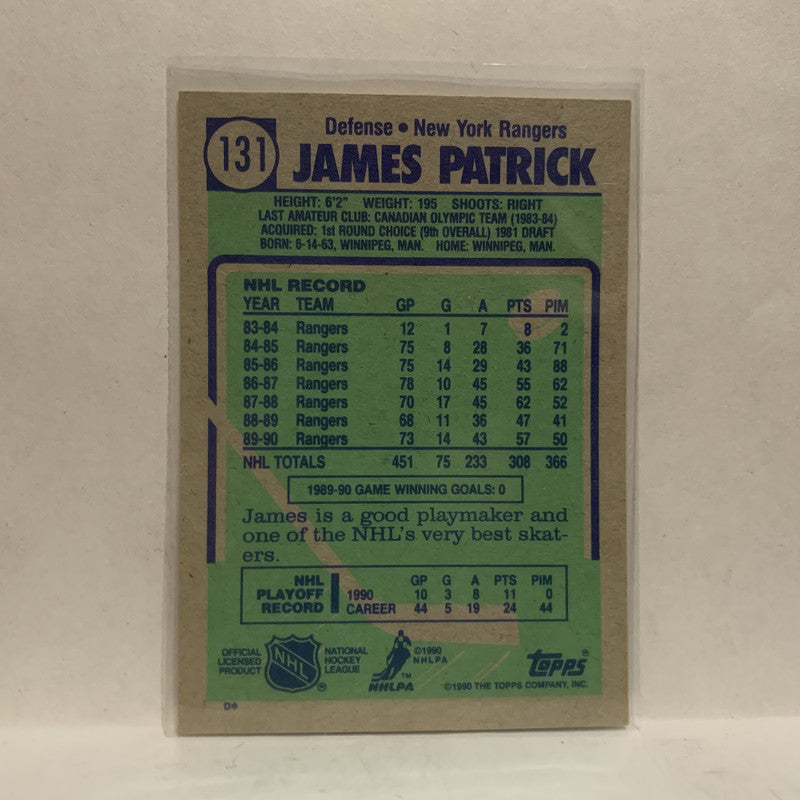 131
Defense • New York Rangers
JAMES PATRICK
HEIGHT: 6'2" WEIGHT: 195 SHOOTS: RIGHT
LAST AMATEUR CLUB: CANADIAN OLYMPIC TEAM (1983-84)
ACQUIRED: 1st ROUND CHOICE (9th OVERALL) 1981 DRAFT
BORN: 6-14-63, WINNIPEG, MAN. HOME: WINNIPEG, MAN.
NHL RECORD
YEAR TEAM GP G A PTS PIM
83-84 Rangers 12 1 7 8 2
84-85 Rangers 75 8 28 36 71
85-86 Rangers 75 14 29 43 88
86-87 Rangers 78 10 45 55 62
87-88 Rangers 70 17 45 62 52
88-89 Rangers 68 11 36 47 41
89-90 Rangers 73 14 43 57 50
NHL TOTALS 451 75 233 308 366
1989-90 GAME WINNING GOALS: 0
James is a good playmaker and
one of the NHL's very best skat-
ers.
NHL PLAYOFF RECORD
GP G A PTS PIM
1990 10 3 8 11 0
CAREER 44 5 19 24 44
OFFICIAL LICENSED PRODUCT
NHL ®
NATIONAL HOCKEY LEAGUE
NHLPA ™
©1990 NHLPA
Topps ®
©1990 THE TOPPS COMPANY, INC.
D*